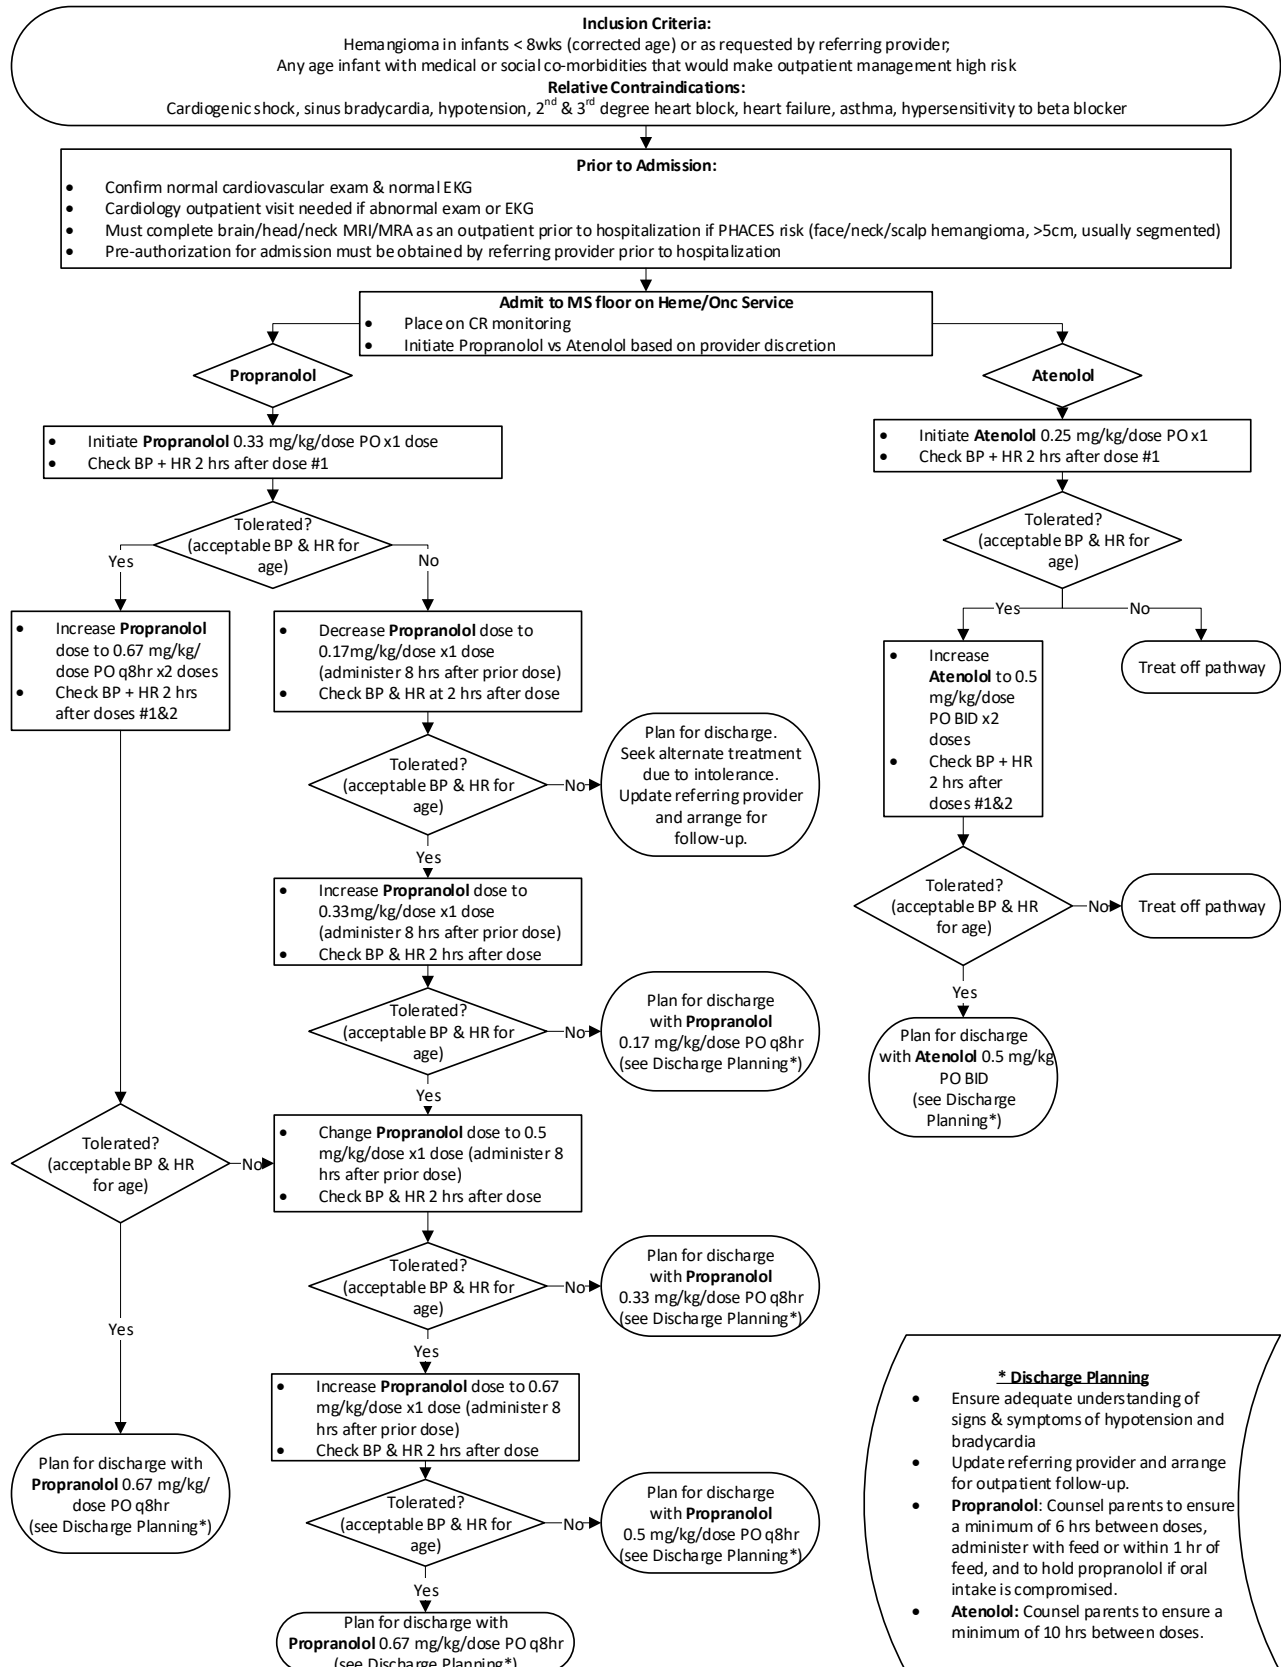 Inclusion Criteria:
Hemangioma in infants < 8wks (corrected age) or as requested by referring provider;
Any age infant with medical or social co-morbidities that would make outpatient management high risk
Relative Contraindications:
Cardiogenic shock, sinus bradycardia, hypotension, 2nd & 3rd degree heart block, heart failure, asthma, hypersensitivity to beta blocker
Prior to Admission:
• Confirm normal cardiovascular exam & normal EKG
• Cardiology outpatient visit needed if abnormal exam or EKG
• Must complete brain/head/neck MRI/MRA as an outpatient prior to hospitalization if PHACES risk (face/neck/scalp hemangioma, >5cm, usually segmented)
• Pre-authorization for admission must be obtained by referring provider prior to hospitalization
Admit to MS floor on Heme/Onc Service
• Place on CR monitoring
• Initiate Propranolol vs Atenolol based on provider discretion
Propranolol
• Initiate Propranolol 0.33 mg/kg/dose PO x1 dose
• Check BP + HR 2 hrs after dose #1
Tolerated?
(acceptable BP & HR for
age)
Yes
No
• Increase Propranolol
dose to 0.67 mg/kg/
dose PO q8hr x2 doses
• Check BP + HR 2 hrs
after doses #1&2
• Decrease Propranolol dose to
0.17mg/kg/dose x1 dose
(administer 8 hrs after prior dose)
• Check BP & HR at 2 hrs after dose
Tolerated?
(acceptable BP & HR for
age)
No
Plan for discharge.
Seek alternate treatment
due to intolerance.
Update referring provider
and arrange for
follow-up.
Yes
• Increase Propranolol dose to
0.33mg/kg/dose x1 dose
(administer 8 hrs after prior dose)
• Check BP & HR 2 hrs after dose
Tolerated?
(acceptable BP & HR for
age)
No
Plan for discharge
with Propranolol
0.17 mg/kg/dose PO q8hr
(see Discharge Planning*)
Yes
Tolerated?
(acceptable BP & HR
for age)
No
• Change Propranolol dose to 0.5
mg/kg/dose x1 dose (administer 8
hrs after prior dose)
• Check BP & HR 2 hrs after dose
Tolerated?
(acceptable BP & HR for
age)
No
Plan for discharge
with Propranolol
0.33 mg/kg/dose PO q8hr
(see Discharge Planning*)
Yes
Yes
• Increase Propranolol dose to 0.67
mg/kg/dose x1 dose (administer 8
hrs after prior dose)
• Check BP & HR 2 hrs after dose
Plan for discharge with
Propranolol 0.67 mg/kg/
dose PO q8hr
(see Discharge Planning*)
Tolerated?
(acceptable BP & HR for
age)
No
Plan for discharge
with Propranolol
0.5 mg/kg/dose PO q8hr
(see Discharge Planning*)
Yes
Plan for discharge with
Propranolol 0.67 mg/kg/dose PO q8hr
(see Discharge Planning*)
Atenolol
• Initiate Atenolol 0.25 mg/kg/dose PO x1
• Check BP + HR 2 hrs after dose #1
Tolerated?
(acceptable BP & HR for
age)
Yes
No
• Increase
Atenolol to 0.5
mg/kg/dose
PO BID x2
doses
• Check BP + HR
2 hrs after
doses #1&2
Treat off pathway
Tolerated?
(acceptable BP & HR
for age)
No
Treat off pathway
Yes
Plan for discharge
with Atenolol 0.5 mg/kg
PO BID
(see Discharge
Planning*)
* Discharge Planning
• Ensure adequate understanding of
signs & symptoms of hypotension and
bradycardia
• Update referring provider and arrange
for outpatient follow-up.
• Propranolol: Counsel parents to ensure
a minimum of 6 hrs between doses,
administer with feed or within 1 hr of
feed, and to hold propranolol if oral
intake is compromised.
• Atenolol: Counsel parents to ensure a
minimum of 10 hrs between doses.